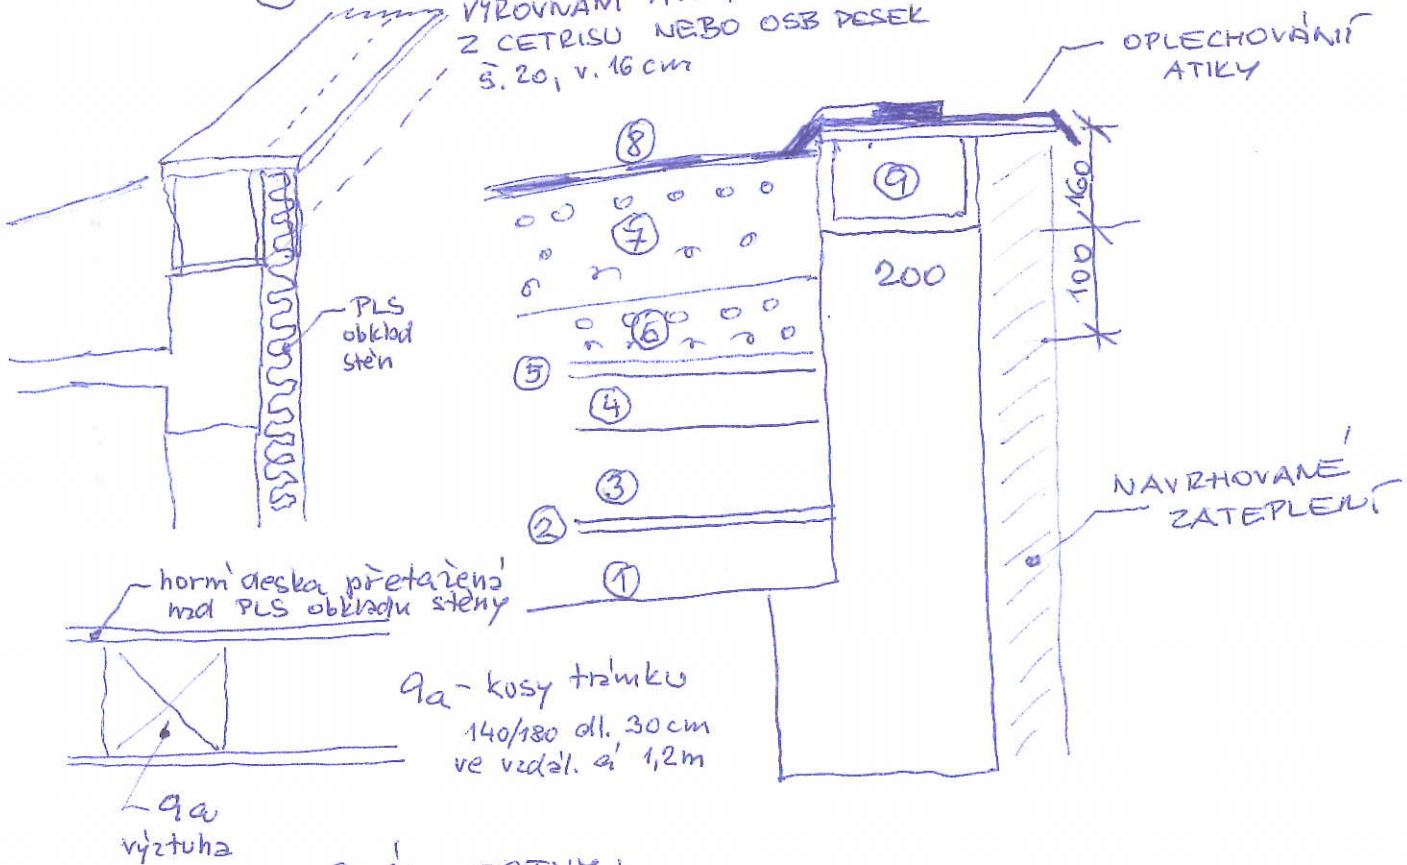 VYROVNÁNÍ
Z CETRISU NEBO OSB DESEK
š. 20, v. 16 cm
OPLECHOVÁNÍ
ATIKY
8
9
160
7
100
200
PLS
obklad
stěn
6
5
4
3
2
1
NAVRHOVANÉ
ZATEPLENÍ
horní deska přetažená
nad PLS obkladu stěny
9a - kusy trámku
140/180 dl. 30 cm
ve vzdál. á 1,2 m
9a
výztuha